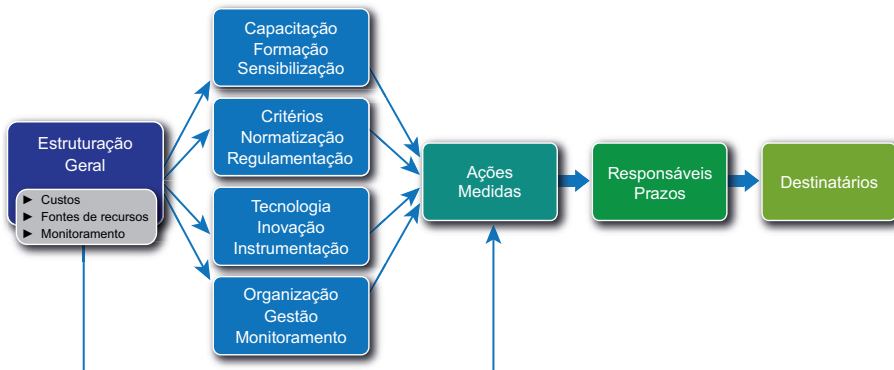 Estruturação
Geral
► Custos
► Fontes de recursos
► Monitoramento
Capacitação
Formação
Sensibilização
Critérios
Normatização
Regulamentação
Tecnologia
Inovação
Instrumentação
Organização
Gestão
Monitoramento
Ações
Medidas
Responsáveis
Prazos
Destinatários